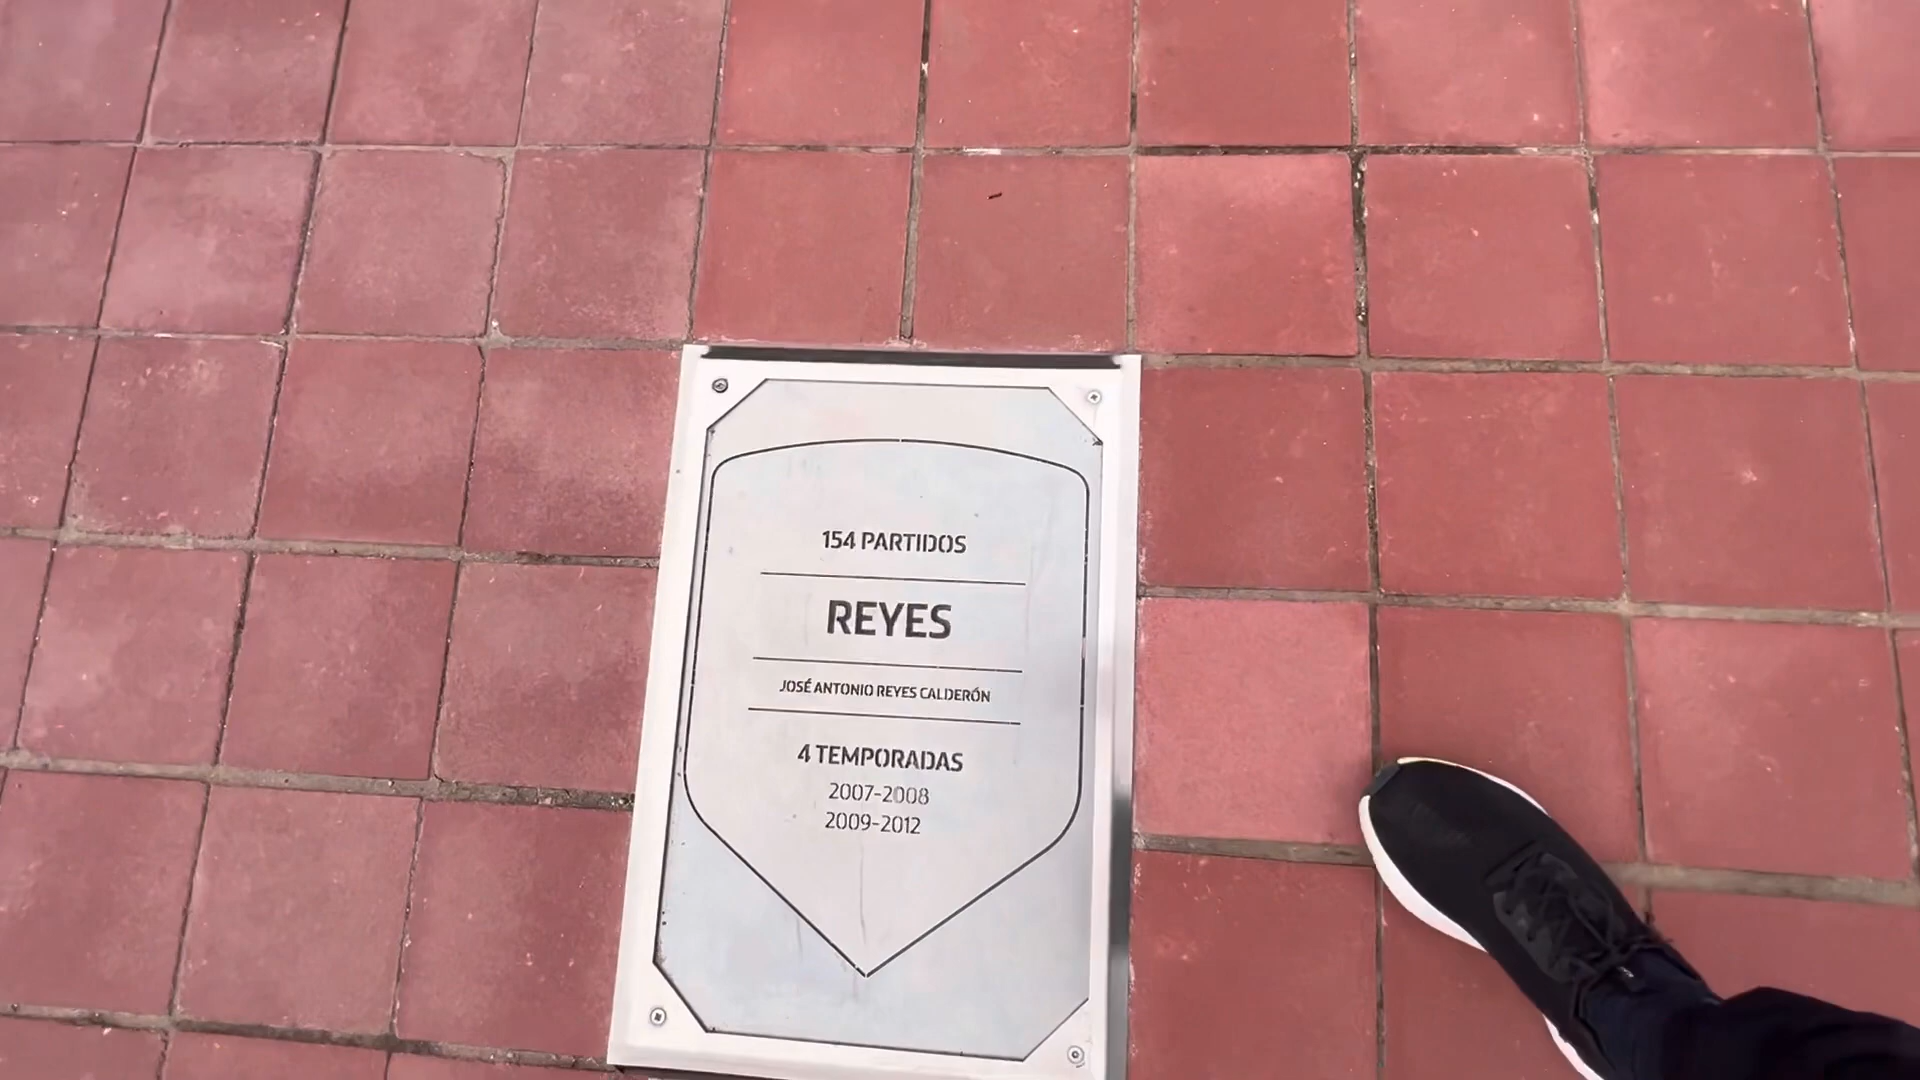 154 PARTIDOS
REYES
JOSÉ ANTONIO REYES CALDERÓN
4 TEMPORADAS
2007-2008
2009-2012